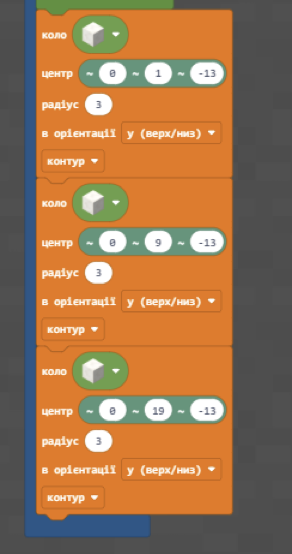 коло
центр ~ 0 ~ 1 ~ -13
радіус 3
в орієнтації y (верх/низ)
контур
коло
центр ~ 0 ~ 9 ~ -13
радіус 3
в орієнтації y (верх/низ)
контур
коло
центр ~ 0 ~ 19 ~ -13
радіус 3
в орієнтації y (верх/низ)
контур